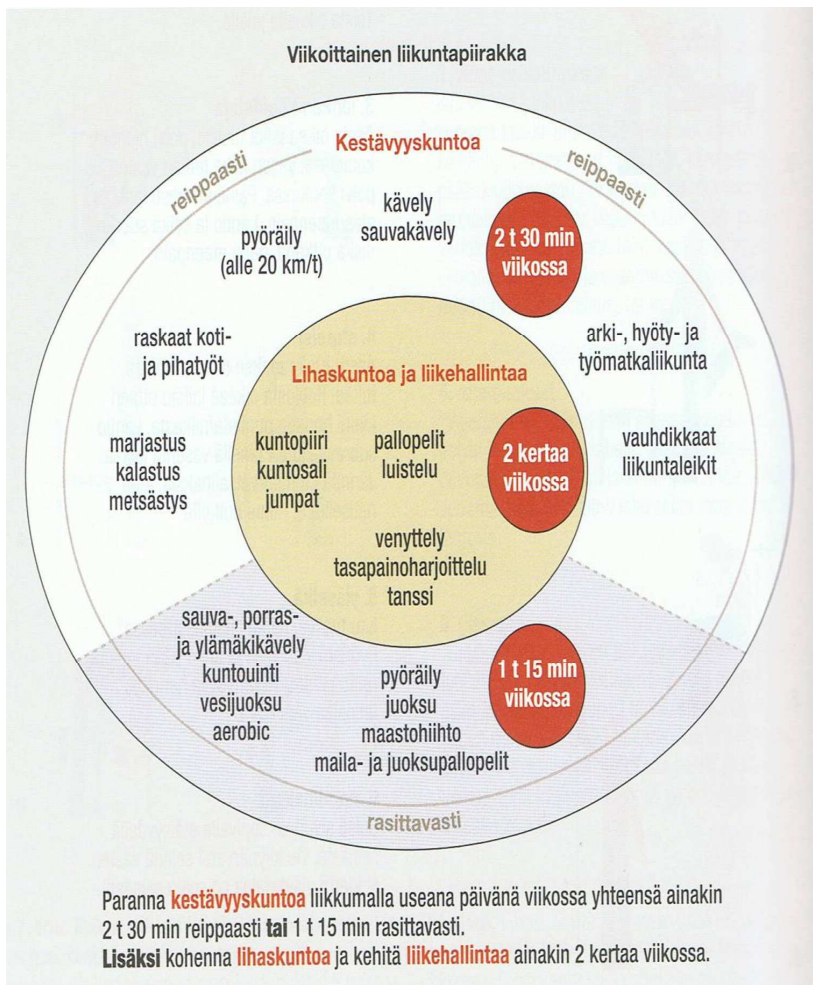 Viikoittainen liikuntapiirakka
Kestävyyskuntoa
reippaasti
reippaasti
kävely
sauvakävely
2 t 30 min
viikossa
pyöräily
(alle 20 km/t)
raskaat koti-
ja pihatyöt
arki-, hyöty- ja
työmatkaliikunta
Lihaskuntoa ja liikehallintaa
marjastus
kalastus
metsästys
kuntopiiri
kuntosali
jumpat
pallopelit
luistelu
2 kertaa
viikossa
vauhdikkaat
liikuntaleikit
venyttely
tasapainoharjoittelu
tanssi
sauva-, porras-
ja ylämäkikävely
kuntouinti
vesijuoksu
aerobic
pyöräily
juoksu
maastohiihto
maila- ja juoksupallopelit
1 t 15 min
viikossa
rasittavasti
Paranna kestävyyskuntoa liikkumalla useana päivänä viikossa yhteensä ainakin
2 t 30 min reippaasti tai 1 t 15 min rasittavasti.
Lisäksi kohenna lihaskuntoa ja kehitä liikehallintaa ainakin 2 kertaa viikossa.